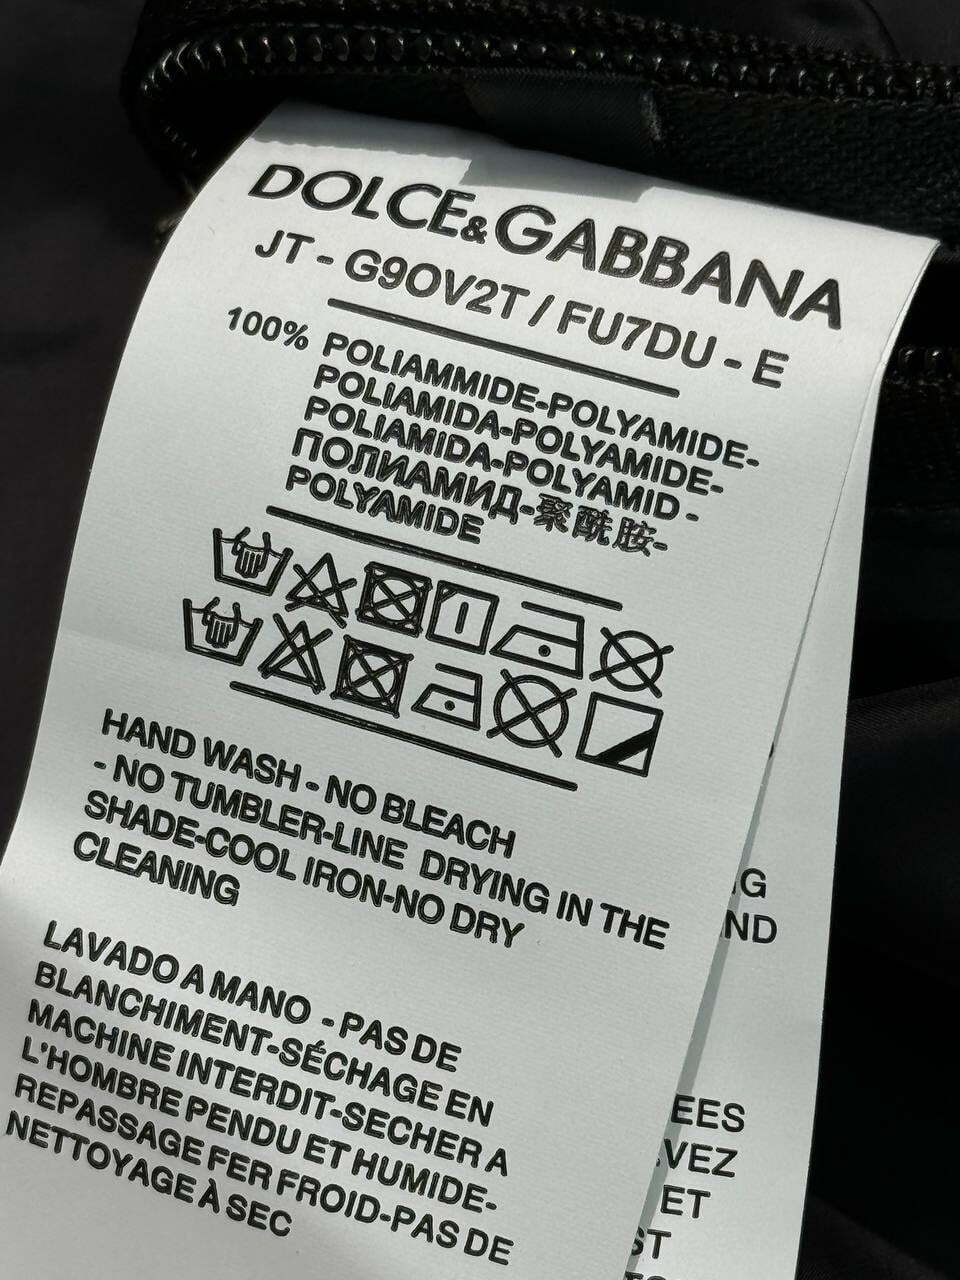 DOLCE&GABBANA
JT - G9OV2T / FU7DU - E
100% POLIAMMIDE-POLYAMIDE-
POLIAMIDA-POLYAMIDE-
POLIAMIDA-POLYAMID -
ПОЛИАМИД-聚酰胺-
POLYAMIDE
HAND WASH - NO BLEACH
- NO TUMBLER-LINE DRYING IN THE
SHADE-COOL IRON-NO DRY
CLEANING
LAVADO A MANO - PAS DE
BLANCHIMENT-SÉCHAGE EN
MACHINE INTERDIT-SECHER A
L'HOMBRE PENDU ET HUMIDE-
REPASSAGE FER FROID-PAS DE
NETTOYAGE À SEC
ET